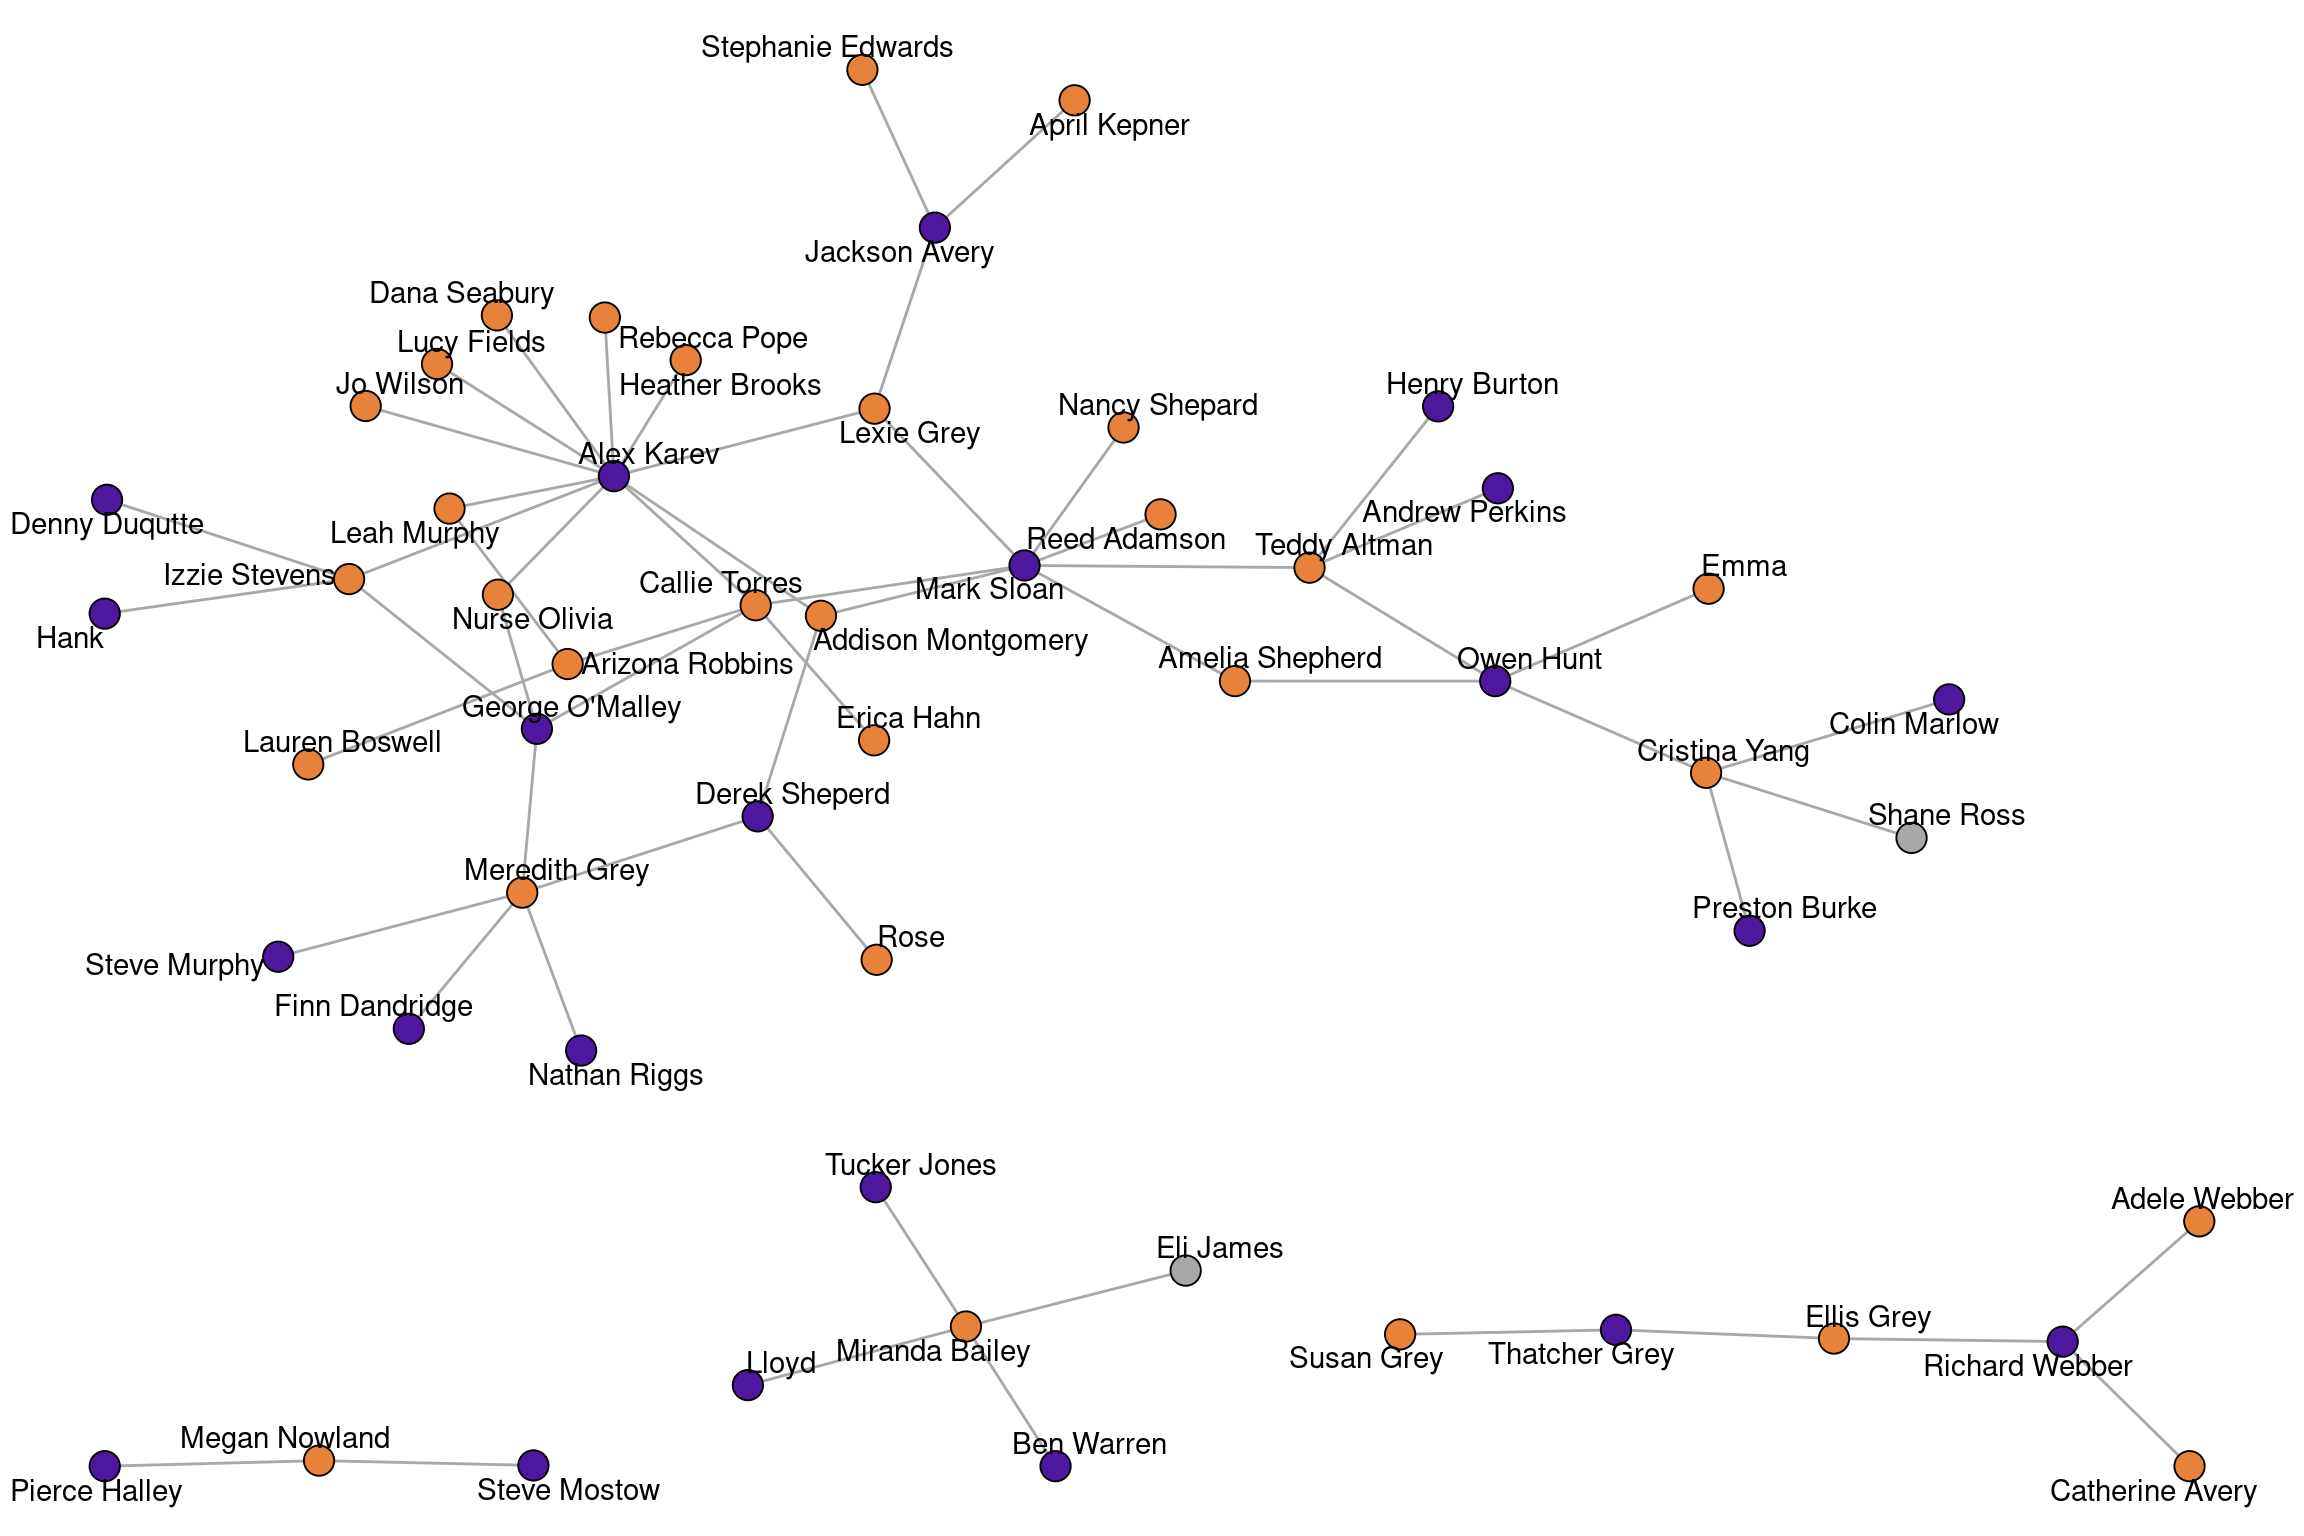 Stephanie Edwards
April Kepner
Jackson Avery
Dana Seabury
Rebecca Pope
Lucy Fields
Jo Wilson
Heather Brooks
Henry Burton
Nancy Shepard
Lexie Grey
Alex Karev
Andrew Perkins
Denny Duqutte
Leah Murphy
Reed Adamson
Teddy Altman
Emma
Izzie Stevens
Callie Torres
Mark Sloan
Nurse Olivia
Hank
Addison Montgomery
Arizona Robbins
Amelia Shepherd
Owen Hunt
George O'Malley
Erica Hahn
Colin Marlow
Lauren Boswell
Cristina Yang
Derek Sheperd
Shane Ross
Meredith Grey
Preston Burke
Rose
Steve Murphy
Finn Dandridge
Nathan Riggs
Tucker Jones
Adele Webber
Eli James
Ellis Grey
Miranda Bailey
Susan Grey
Thatcher Grey
Lloyd
Richard Webber
Megan Nowland
Ben Warren
Pierce Halley
Steve Mostow
Catherine Avery